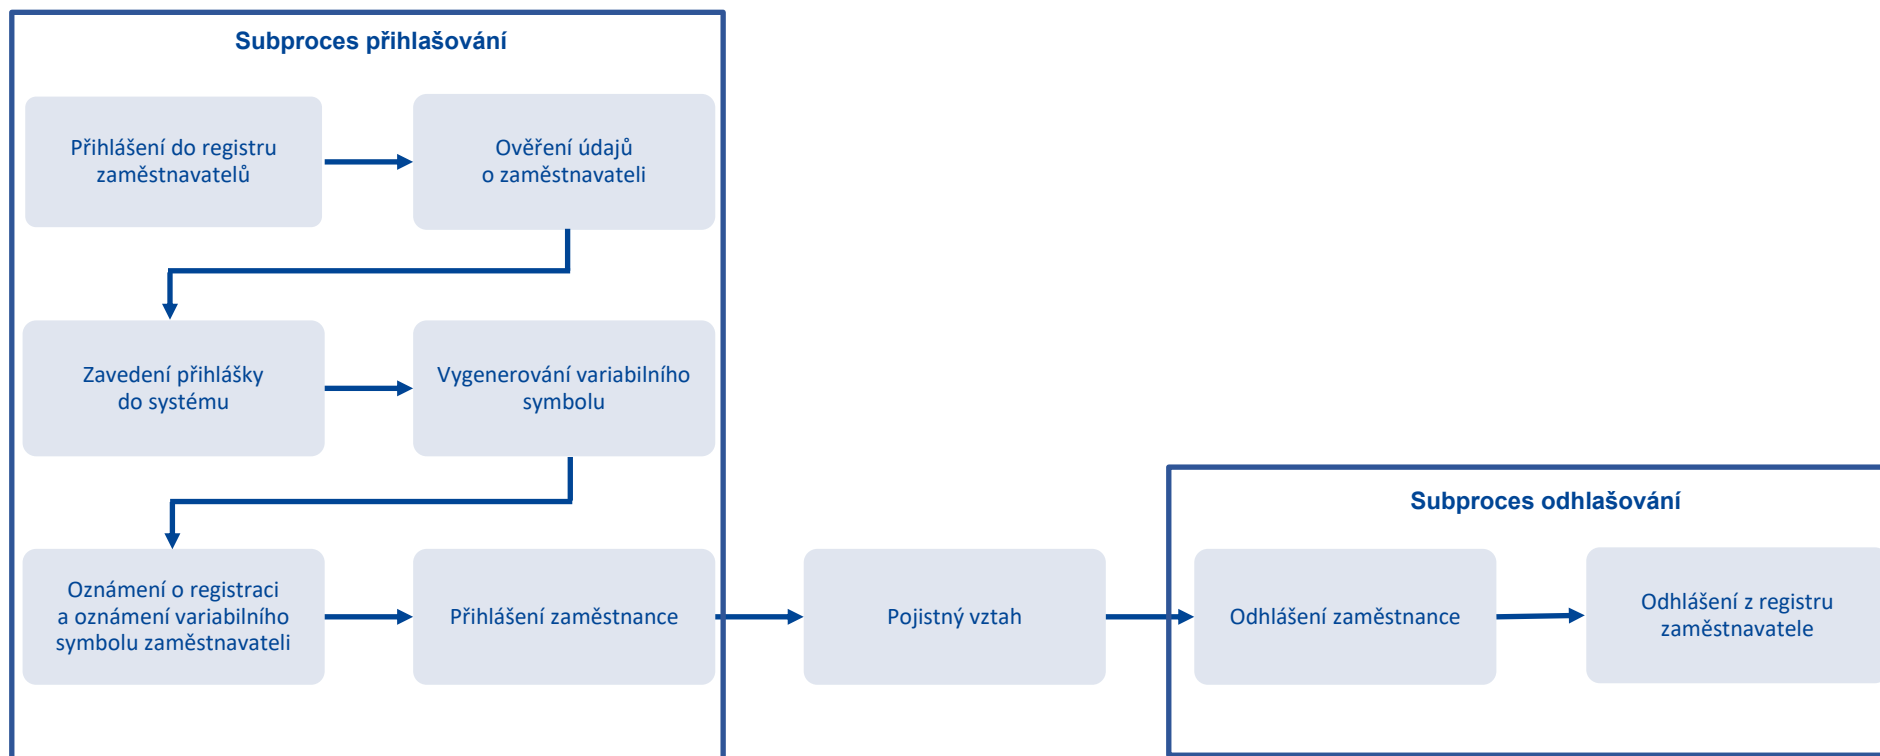 Subproces přihlašování
Přihlášení do registru
zaměstnavatelů
Ověření údajů
o zaměstnavateli
Zavedení přihlášky
do systému
Vygenerování variabilního
symbolu
Oznámení o registraci
a oznámení variabilního
symbolu zaměstnavateli
Přihlášení zaměstnance
Pojistný vztah
Subproces odhlašování
Odhlášení zaměstnance
Odhlášení z registru
zaměstnavatele